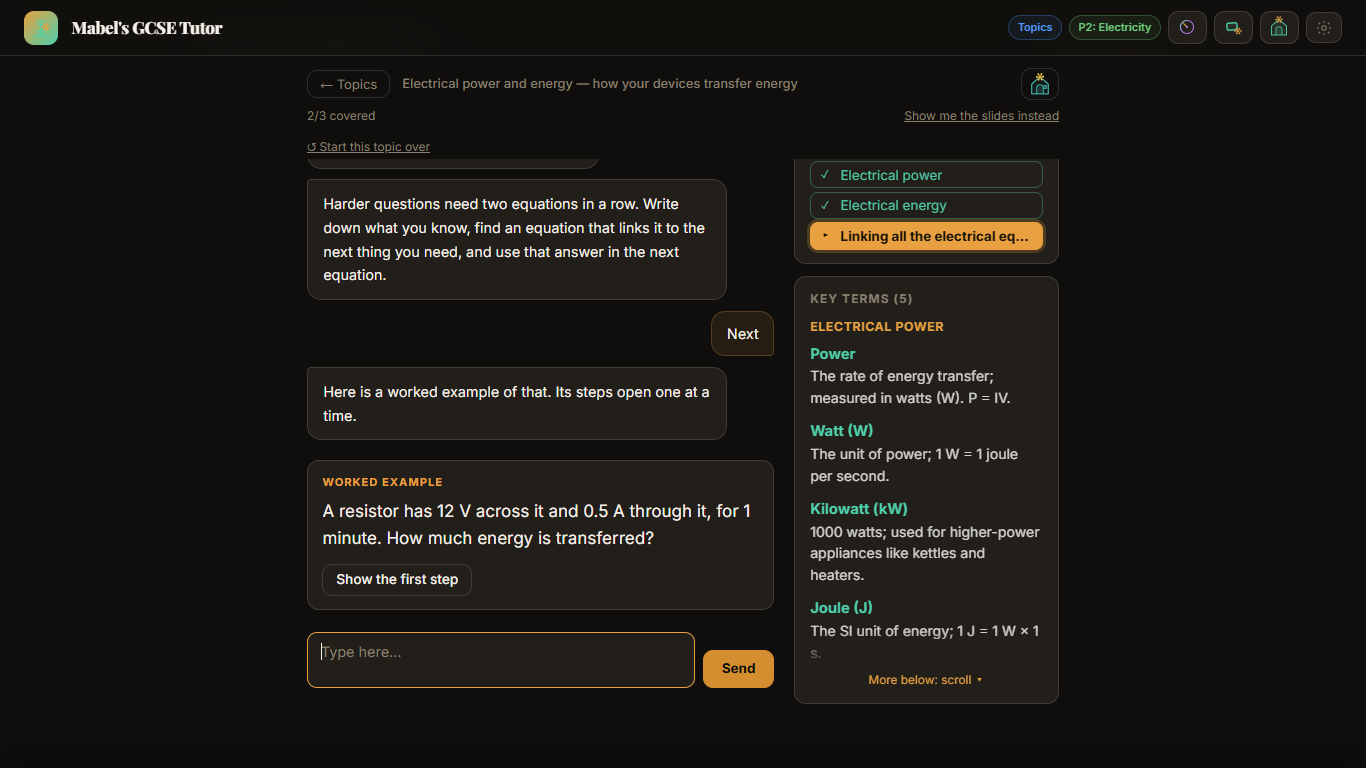 Mabel's GCSE Tutor
Topics
P2: Electricity
← Topics
Electrical power and energy — how your devices transfer energy
2/3 covered
Show me the slides instead
↺ Start this topic over
Harder questions need two equations in a row. Write
down what you know, find an equation that links it to the
next thing you need, and use that answer in the next
equation.
Next
Here is a worked example of that. Its steps open one at a
time.
WORKED EXAMPLE
A resistor has 12 V across it and 0.5 A through it, for 1
minute. How much energy is transferred?
Show the first step
Type here...
Send
✓ Electrical power
✓ Electrical energy
‣ Linking all the electrical eq...
KEY TERMS (5)
ELECTRICAL POWER
Power
The rate of energy transfer;
measured in watts (W). P = IV.
Watt (W)
The unit of power; 1 W = 1 joule
per second.
Kilowatt (kW)
1000 watts; used for higher-power
appliances like kettles and
heaters.
Joule (J)
The SI unit of energy; 1 J = 1 W × 1
s.
More below: scroll ▾